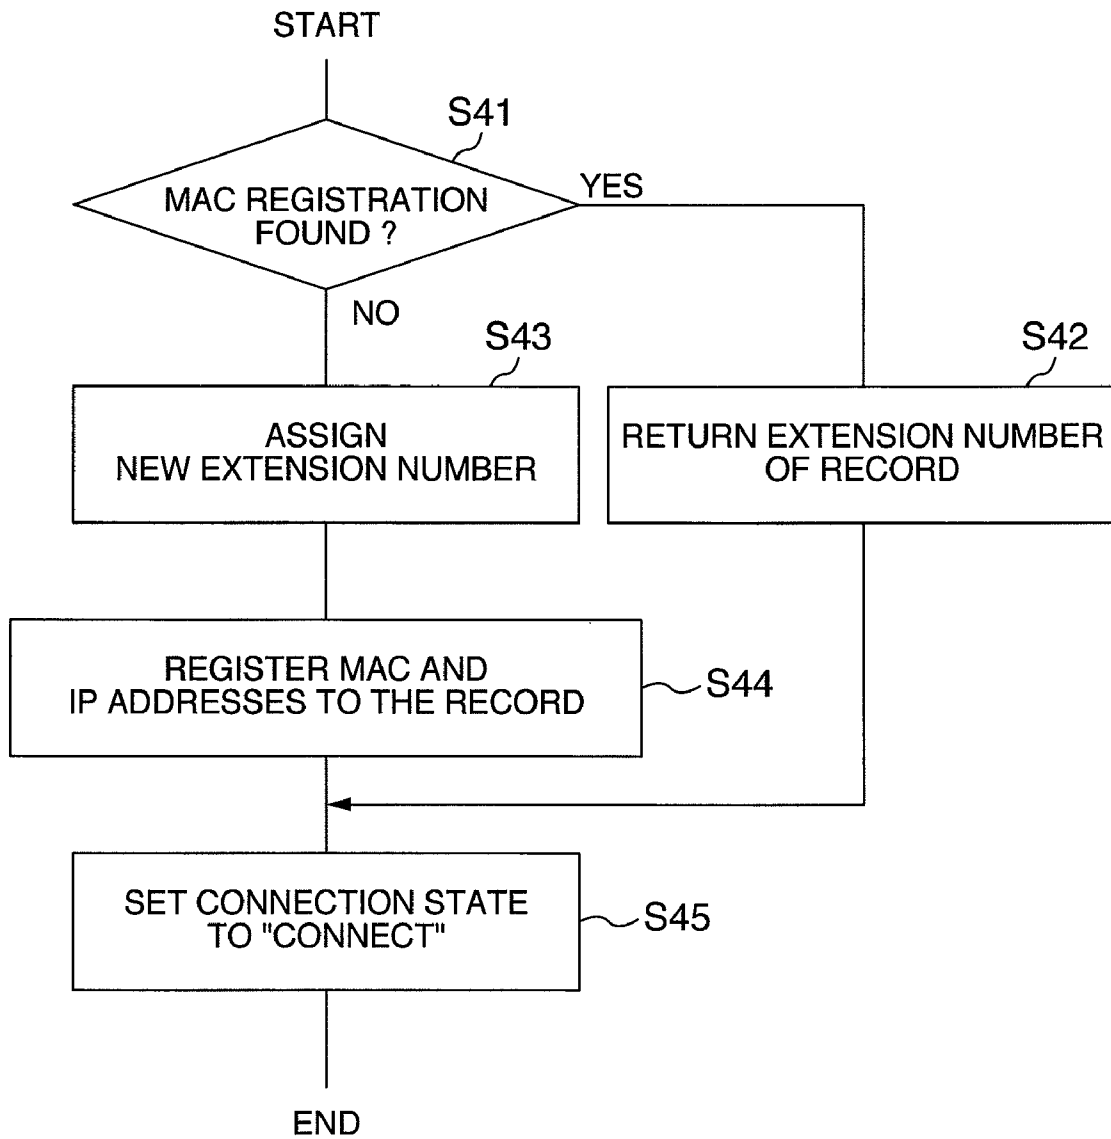 START
S41
MAC REGISTRATION
FOUND ?
YES
NO
S43
S42
ASSIGN
NEW EXTENSION NUMBER
RETURN EXTENSION NUMBER
OF RECORD
REGISTER MAC AND
IP ADDRESSES TO THE RECORD
S44
SET CONNECTION STATE
TO "CONNECT"
S45
END